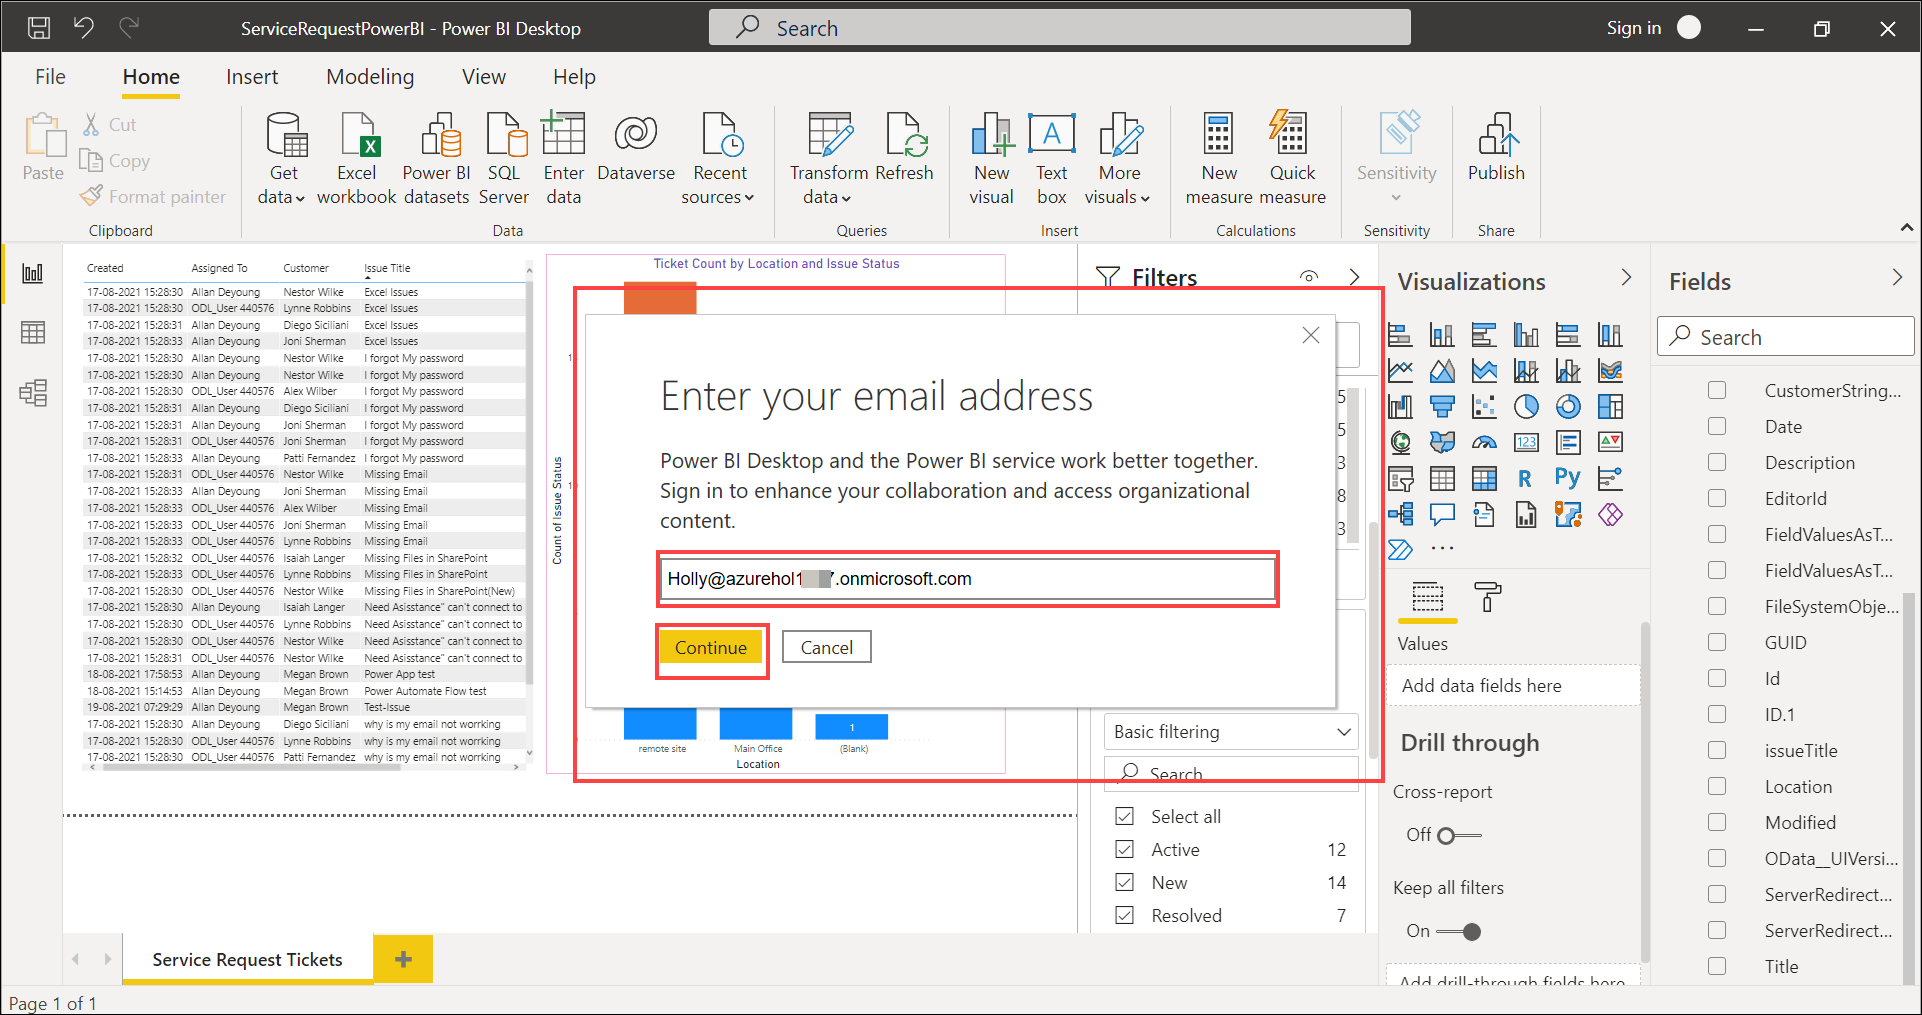 ServiceRequestPowerBI - Power BI Desktop
Search
Sign in
File Home Insert Modeling View Help
Paste
Cut
Copy
Format painter
Clipboard
Get data
Excel workbook
Power BI datasets
SQL Server
Enter data
Dataverse
Recent sources
Data
Transform data
Refresh
Queries
New visual
Text box
More visuals
Insert
New measure
Quick measure
Calculations
Sensitivity
Sensitivity
Publish
Share
Created Assigned To Customer Issue Title
17-08-2021 15:28:30 Allan Deyoung Nestor Wilke Excel Issues
17-08-2021 15:28:30 ODL_User 440576 Lynne Robbins Excel Issues
17-08-2021 15:28:31 Allan Deyoung Diego Siciliani Excel Issues
17-08-2021 15:28:33 Allan Deyoung Joni Sherman Excel Issues
17-08-2021 15:28:30 Allan Deyoung Nestor Wilke I forgot My password
17-08-2021 15:28:30 Allan Deyoung Nestor Wilke I forgot My password
17-08-2021 15:28:30 ODL_User 440576 Alex Wilber I forgot My password
17-08-2021 15:28:31 Allan Deyoung Diego Siciliani I forgot My password
17-08-2021 15:28:31 Allan Deyoung Joni Sherman I forgot My password
17-08-2021 15:28:33 ODL_User 440576 Joni Sherman I forgot My password
17-08-2021 15:28:33 Allan Deyoung Patti Fernandez I forgot My password
17-08-2021 15:28:31 ODL_User 440576 Nestor Wilke Missing Email
17-08-2021 15:28:33 Allan Deyoung Joni Sherman Missing Email
17-08-2021 15:28:33 ODL_User 440576 Alex Wilber Missing Email
17-08-2021 15:28:33 ODL_User 440576 Joni Sherman Missing Email
17-08-2021 15:28:33 ODL_User 440576 Lynne Robbins Missing Email
17-08-2021 15:28:32 ODL_User 440576 Isaiah Langer Missing Files in SharePoint
17-08-2021 15:28:33 ODL_User 440576 Lynne Robbins Missing Files in SharePoint
17-08-2021 15:28:30 ODL_User 440576 Nestor Wilke Missing Files in SharePoint(New)
17-08-2021 15:28:30 Allan Deyoung Isaiah Langer Need Asisstance" can't connect to
17-08-2021 15:28:30 ODL_User 440576 Lynne Robbins Need Asisstance" can't connect to
17-08-2021 15:28:30 ODL_User 440576 Nestor Wilke Need Asisstance" can't connect to
17-08-2021 15:28:31 ODL_User 440576 Nestor Wilke Need Asisstance" can't connect to
18-08-2021 17:58:53 Allan Deyoung Megan Brown Power App test
18-08-2021 15:14:53 Allan Deyoung Megan Brown Power Automate Flow test
19-08-2021 07:29:29 Allan Deyoung Megan Brown Test-Issue
17-08-2021 15:28:30 Allan Deyoung Diego Siciliani why is my email not worrking
17-08-2021 15:28:30 ODL_User 440576 Lynne Robbins why is my email not worrking
17-08-2021 15:28:30 ODL_User 440576 Patti Fernandez why is my email not worrking
Ticket Count by Location and Issue Status
Count of Issue Status
1
remote site Main Office (Blank)
Location
Enter your email address
Power BI Desktop and the Power BI service work better together.
Sign in to enhance your collaboration and access organizational
content.
Holly@azurehol1 7.onmicrosoft.com
Continue Cancel
Filters
5
5
3
8
3
Basic filtering
Search
Select all
Active 12
New 14
Resolved 7
Visualizations
123
R Py
Values
Add data fields here
Drill through
Cross-report
Off
Keep all filters
On
Add drill-through fields here
Fields
Search
CustomerString...
Date
Description
EditorId
FieldValuesAsT...
FieldValuesAsT...
FileSystemObje...
GUID
Id
ID.1
issueTitle
Location
Modified
OData__UIVersi...
ServerRedirect...
ServerRedirect...
Title
Service Request Tickets
Page 1 of 1